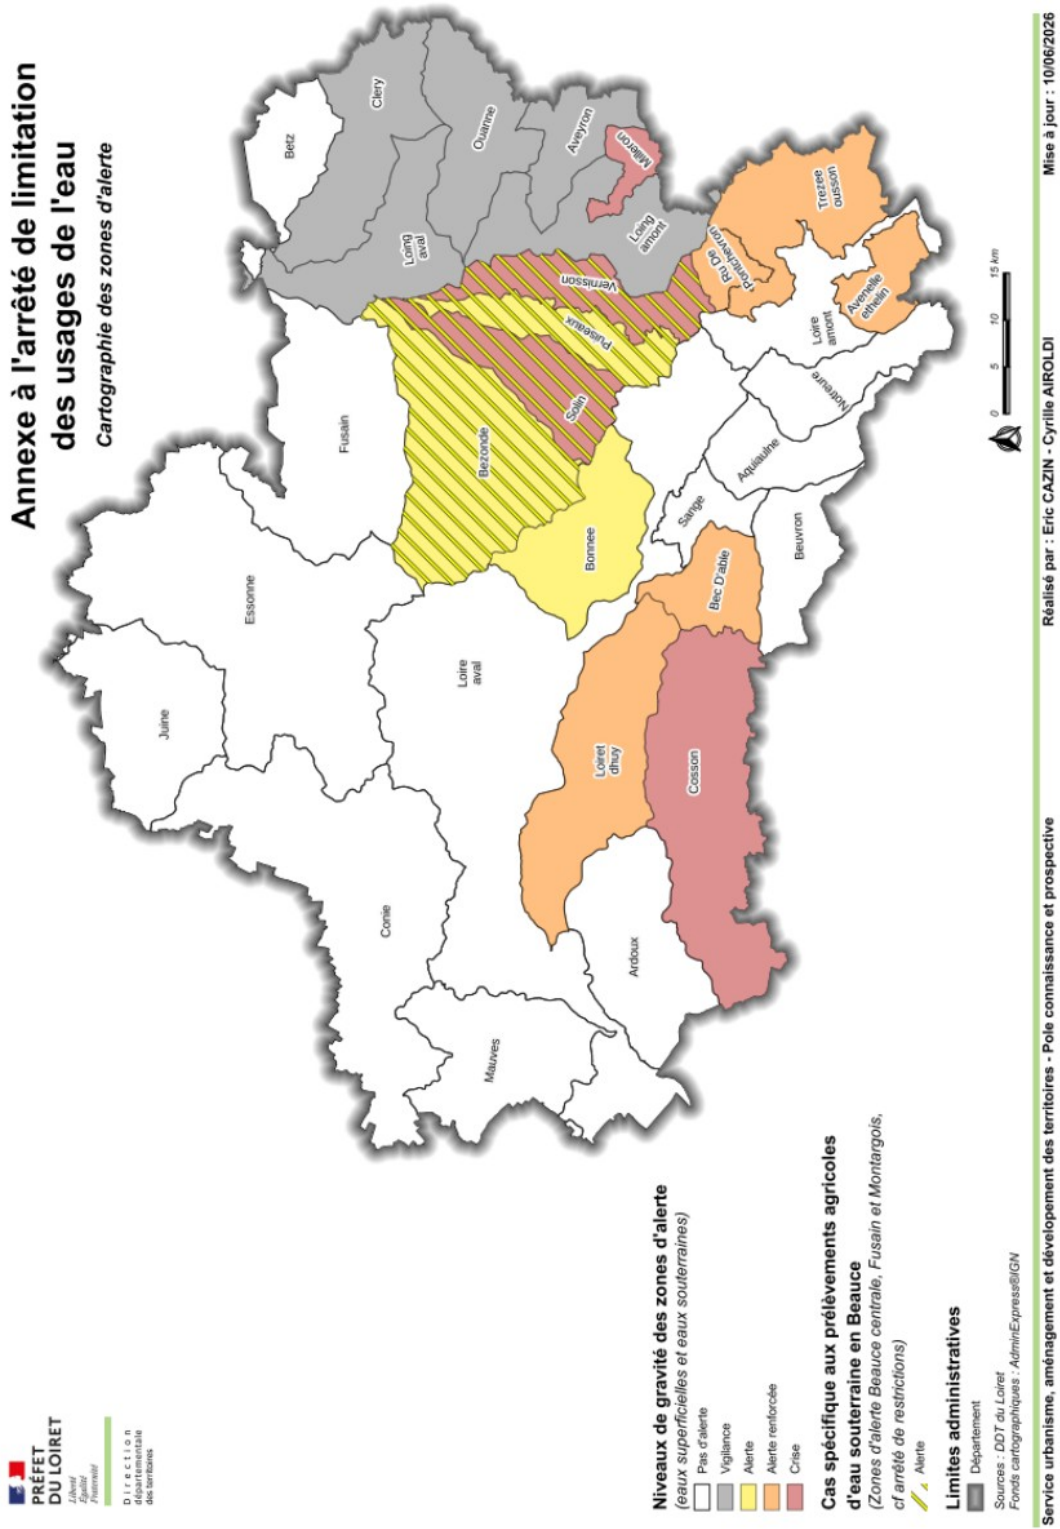 PRÉFET
DU LOIRET
Liberté
Égalité
Fraternité
Direction
départementale
des territoires
Annexe à l'arrêté de limitation
des usages de l'eau
Cartographie des zones d'alerte
Juine
Essonne
Betz
Clery
Fusain
Conie
Loing
aval
Ouanne
Mauves
Loire
aval
Bezonde
Aveyron
Milleron
Solin
Puiseaux
Vernisson
Loing
amont
Bonnee
Loiret
dhuy
Ardoux
Cosson
Bec D'able
Sange
Aquiaulne
Beuvron
Notreure
Loire
amont
Ru De
Pontchevron
Trezee
ousson
Avenelle
ethelin
0 5 10 15 km
Niveaux de gravité des zones d'alerte
(eaux superficielles et eaux souterraines)
Pas d'alerte
Vigilance
Alerte
Alerte renforcée
Crise
Cas spécifique aux prélèvements agricoles
d'eau souterraine en Beauce
(Zones d'alerte Beauce centrale, Fusain et Montargois,
cf arrêté de restrictions)
Alerte
Limites administratives
Département
Sources : DDT du Loiret
Fonds cartographiques : AdminExpress®IGN
Service urbanisme, aménagement et dévelopement des territoires - Pole connaissance et prospective
Réalisé par : Eric CAZIN - Cyrille AIROLDI
Mise à jour : 10/06/2026